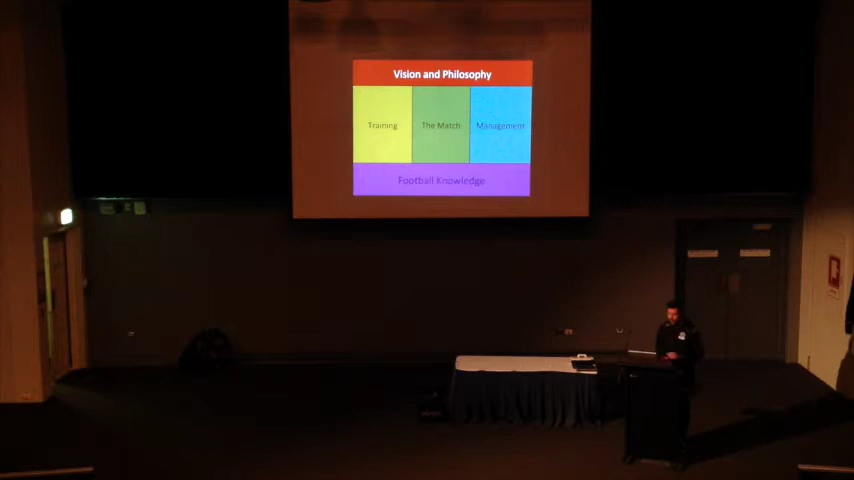 Vision and Philosophy
Training
The Match
Management
Football Knowledge